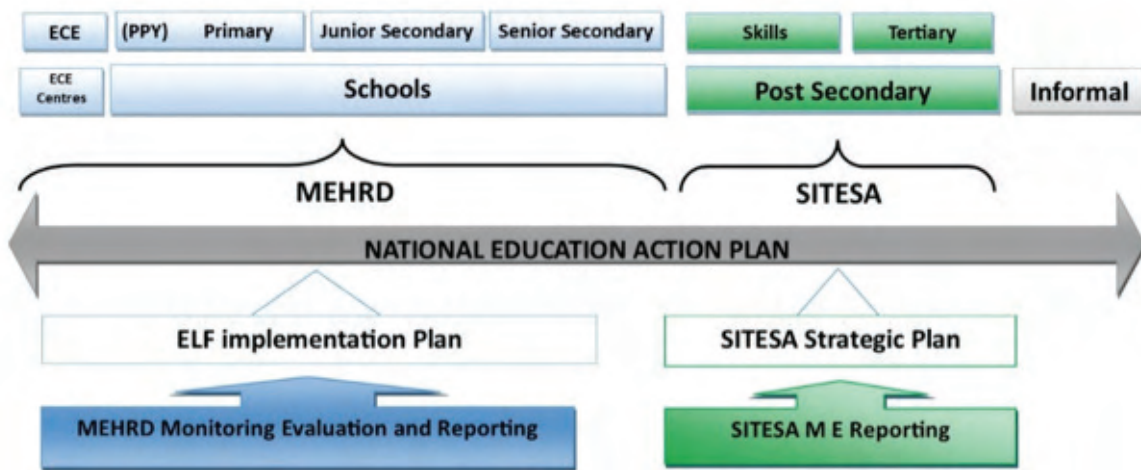 ECE (PPY) Primary Junior Secondary Senior Secondary Skills Tertiary
ECE
Centres
Schools Post Secondary Informal
MEHRD SITESA
NATIONAL EDUCATION ACTION PLAN
ELF implementation Plan SITESA Strategic Plan
MEHRD Monitoring Evaluation and Reporting SITESA M E Reporting